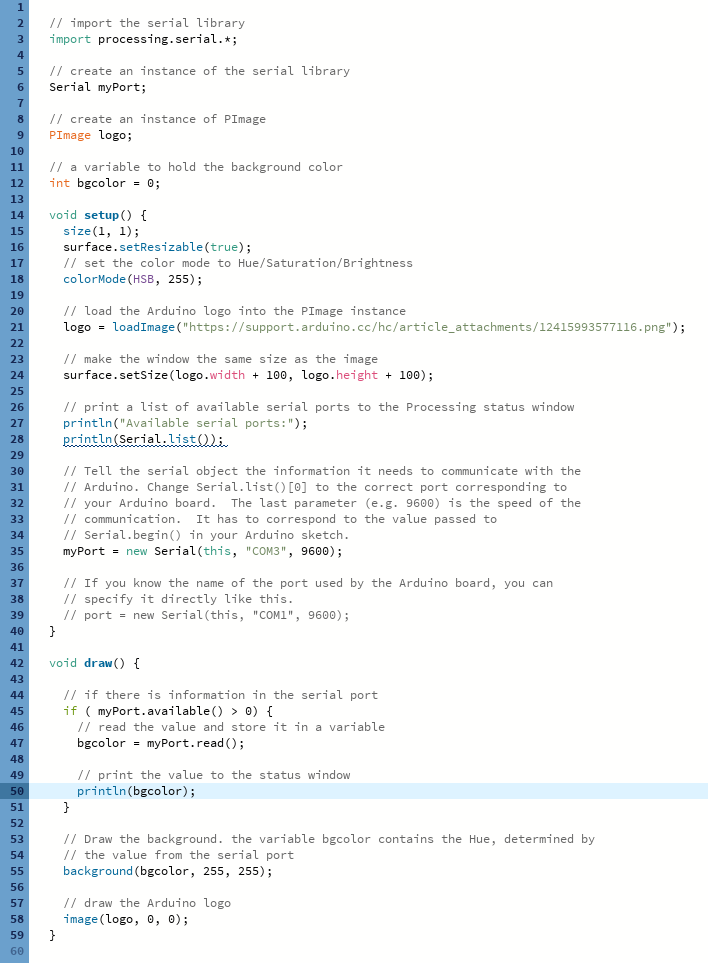 1
2 // import the serial library
3 import processing.serial.*;
4
5 // create an instance of the serial library
6 Serial myPort;
7
8 // create an instance of PImage
9 PImage logo;
10
11 // a variable to hold the background color
12 int bgcolor = 0;
13
14 void setup() {
15   size(1, 1);
16   surface.setResizable(true);
17   // set the color mode to Hue/Saturation/Brightness
18   colorMode(HSB, 255);
19
20   // load the Arduino logo into the PImage instance
21   logo = loadImage("https://support.arduino.cc/hc/article_attachments/12415993577116.png");
22
23   // make the window the same size as the image
24   surface.setSize(logo.width + 100, logo.height + 100);
25
26   // print a list of available serial ports to the Processing status window
27   println("Available serial ports:");
28   println(Serial.list());
29
30   // Tell the serial object the information it needs to communicate with the
31   // Arduino. Change Serial.list()[0] to the correct port corresponding to
32   // your Arduino board.  The last parameter (e.g. 9600) is the speed of the
33   // communication.  It has to correspond to the value passed to
34   // Serial.begin() in your Arduino sketch.
35   myPort = new Serial(this, "COM3", 9600);
36
37   // If you know the name of the port used by the Arduino board, you can
38   // specify it directly like this.
39   // port = new Serial(this, "COM1", 9600);
40 }
41
42 void draw() {
43
44   // if there is information in the serial port
45   if ( myPort.available() > 0) {
46     // read the value and store it in a variable
47     bgcolor = myPort.read();
48
49     // print the value to the status window
50     println(bgcolor);
51   }
52
53   // Draw the background. the variable bgcolor contains the Hue, determined by
54   // the value from the serial port
55   background(bgcolor, 255, 255);
56
57   // draw the Arduino logo
58   image(logo, 0, 0);
59 }
60